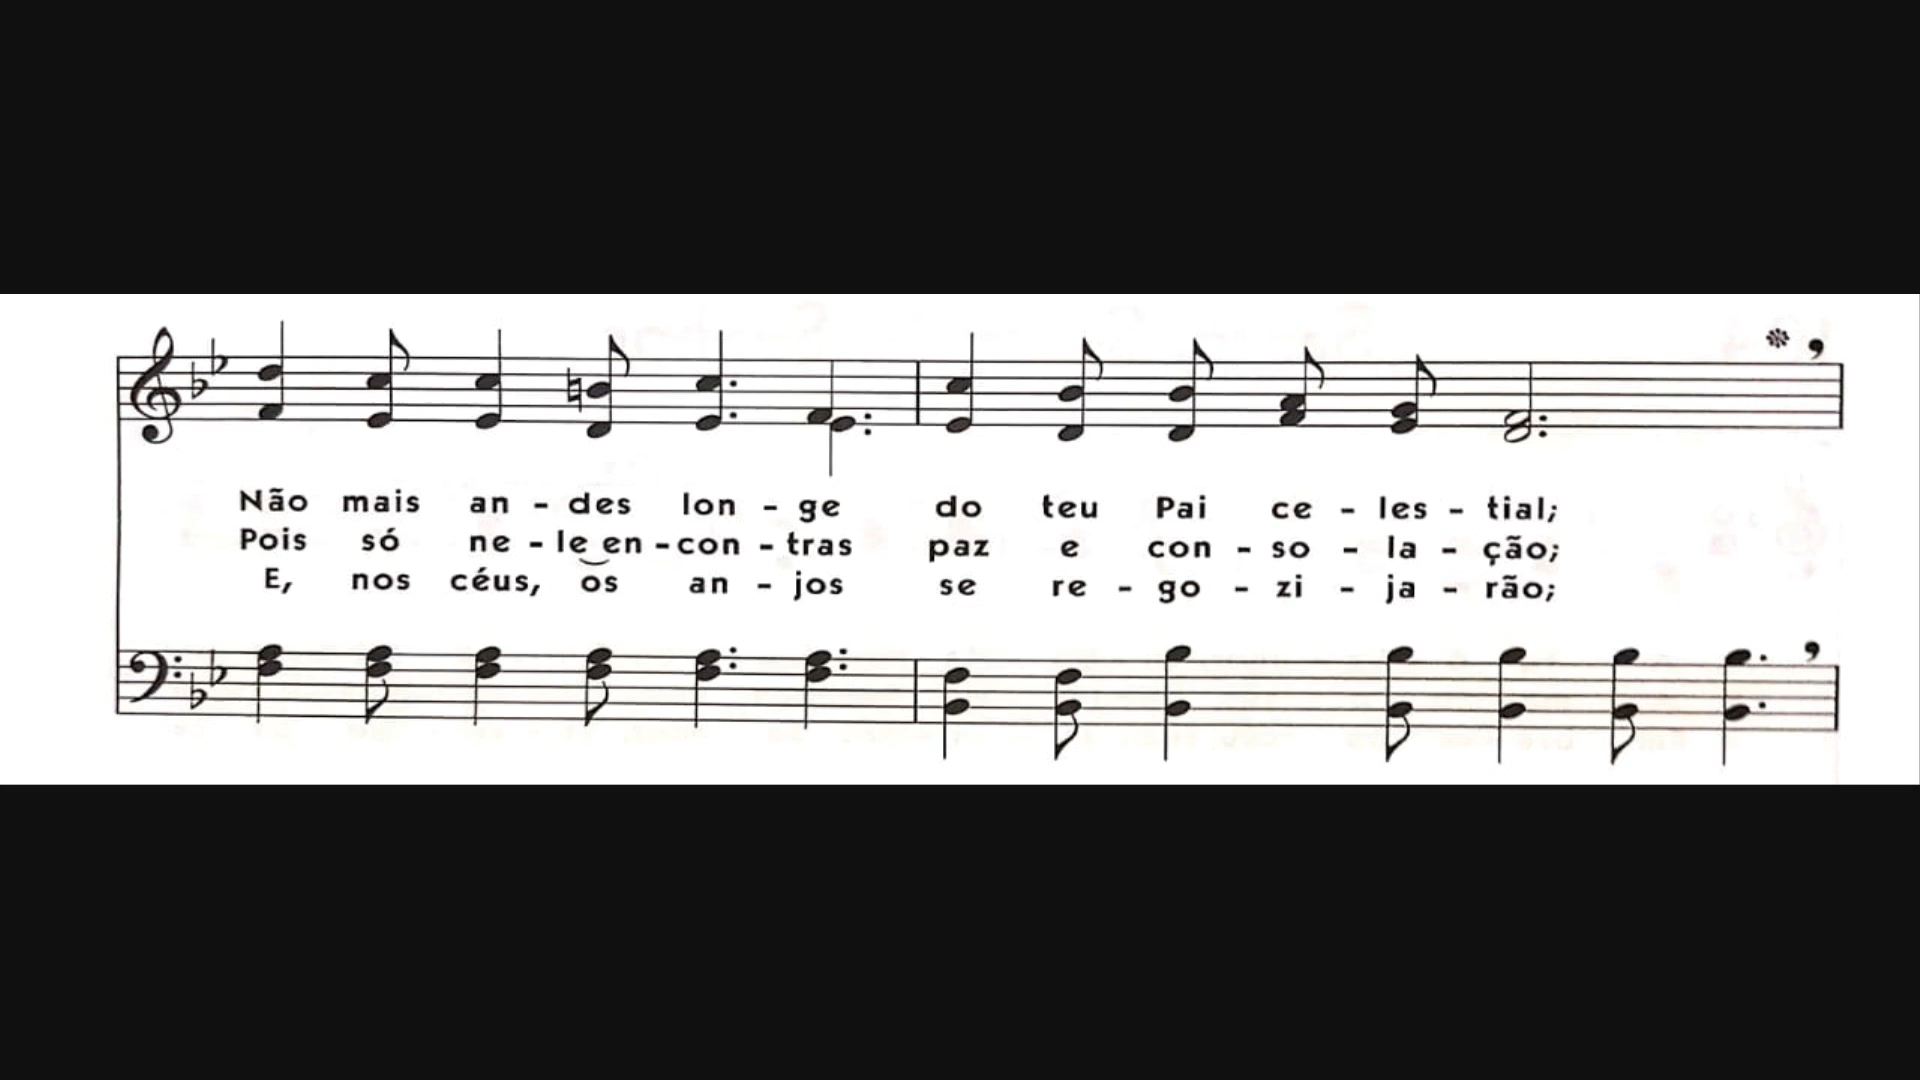 Não mais an - des lon - ge do teu Pai ce - les - tial;
Pois só ne - le en - con - tras paz e con - so - la - ção;
E, nos céus, os an - jos se re - go - zi - ja - rão;